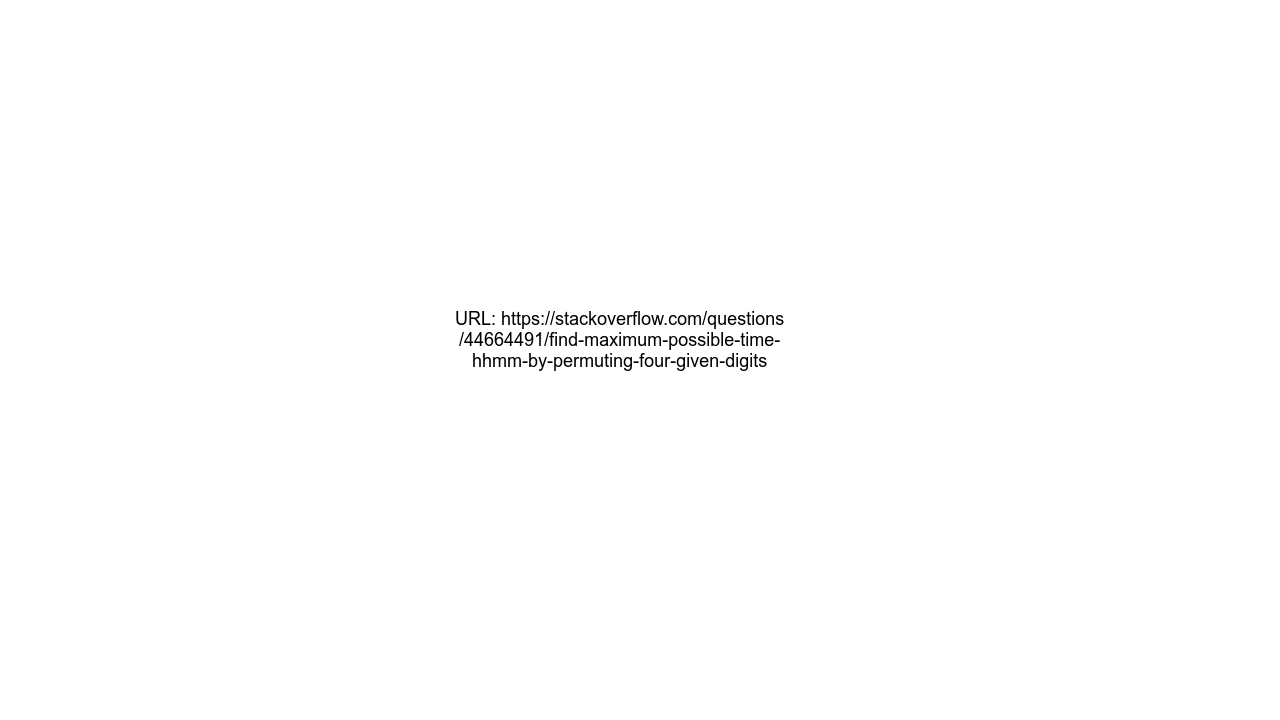 URL: https://stackoverflow.com/questions
/44664491/find-maximum-possible-time-
hhmm-by-permuting-four-given-digits